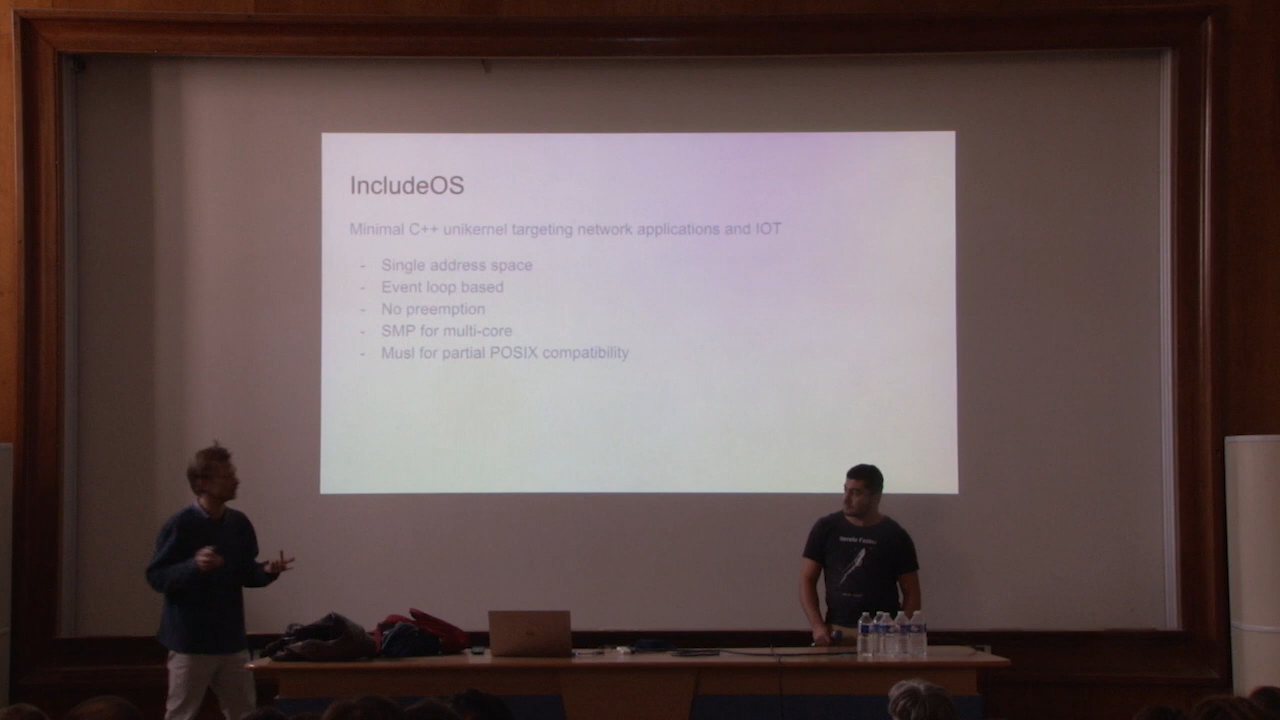 IncludeOS
Minimal C++ unikernel targeting network applications and IOT
- Single address space
- Event loop based
- No preemption
- SMP for multi-core
- Musl for partial POSIX compatibility